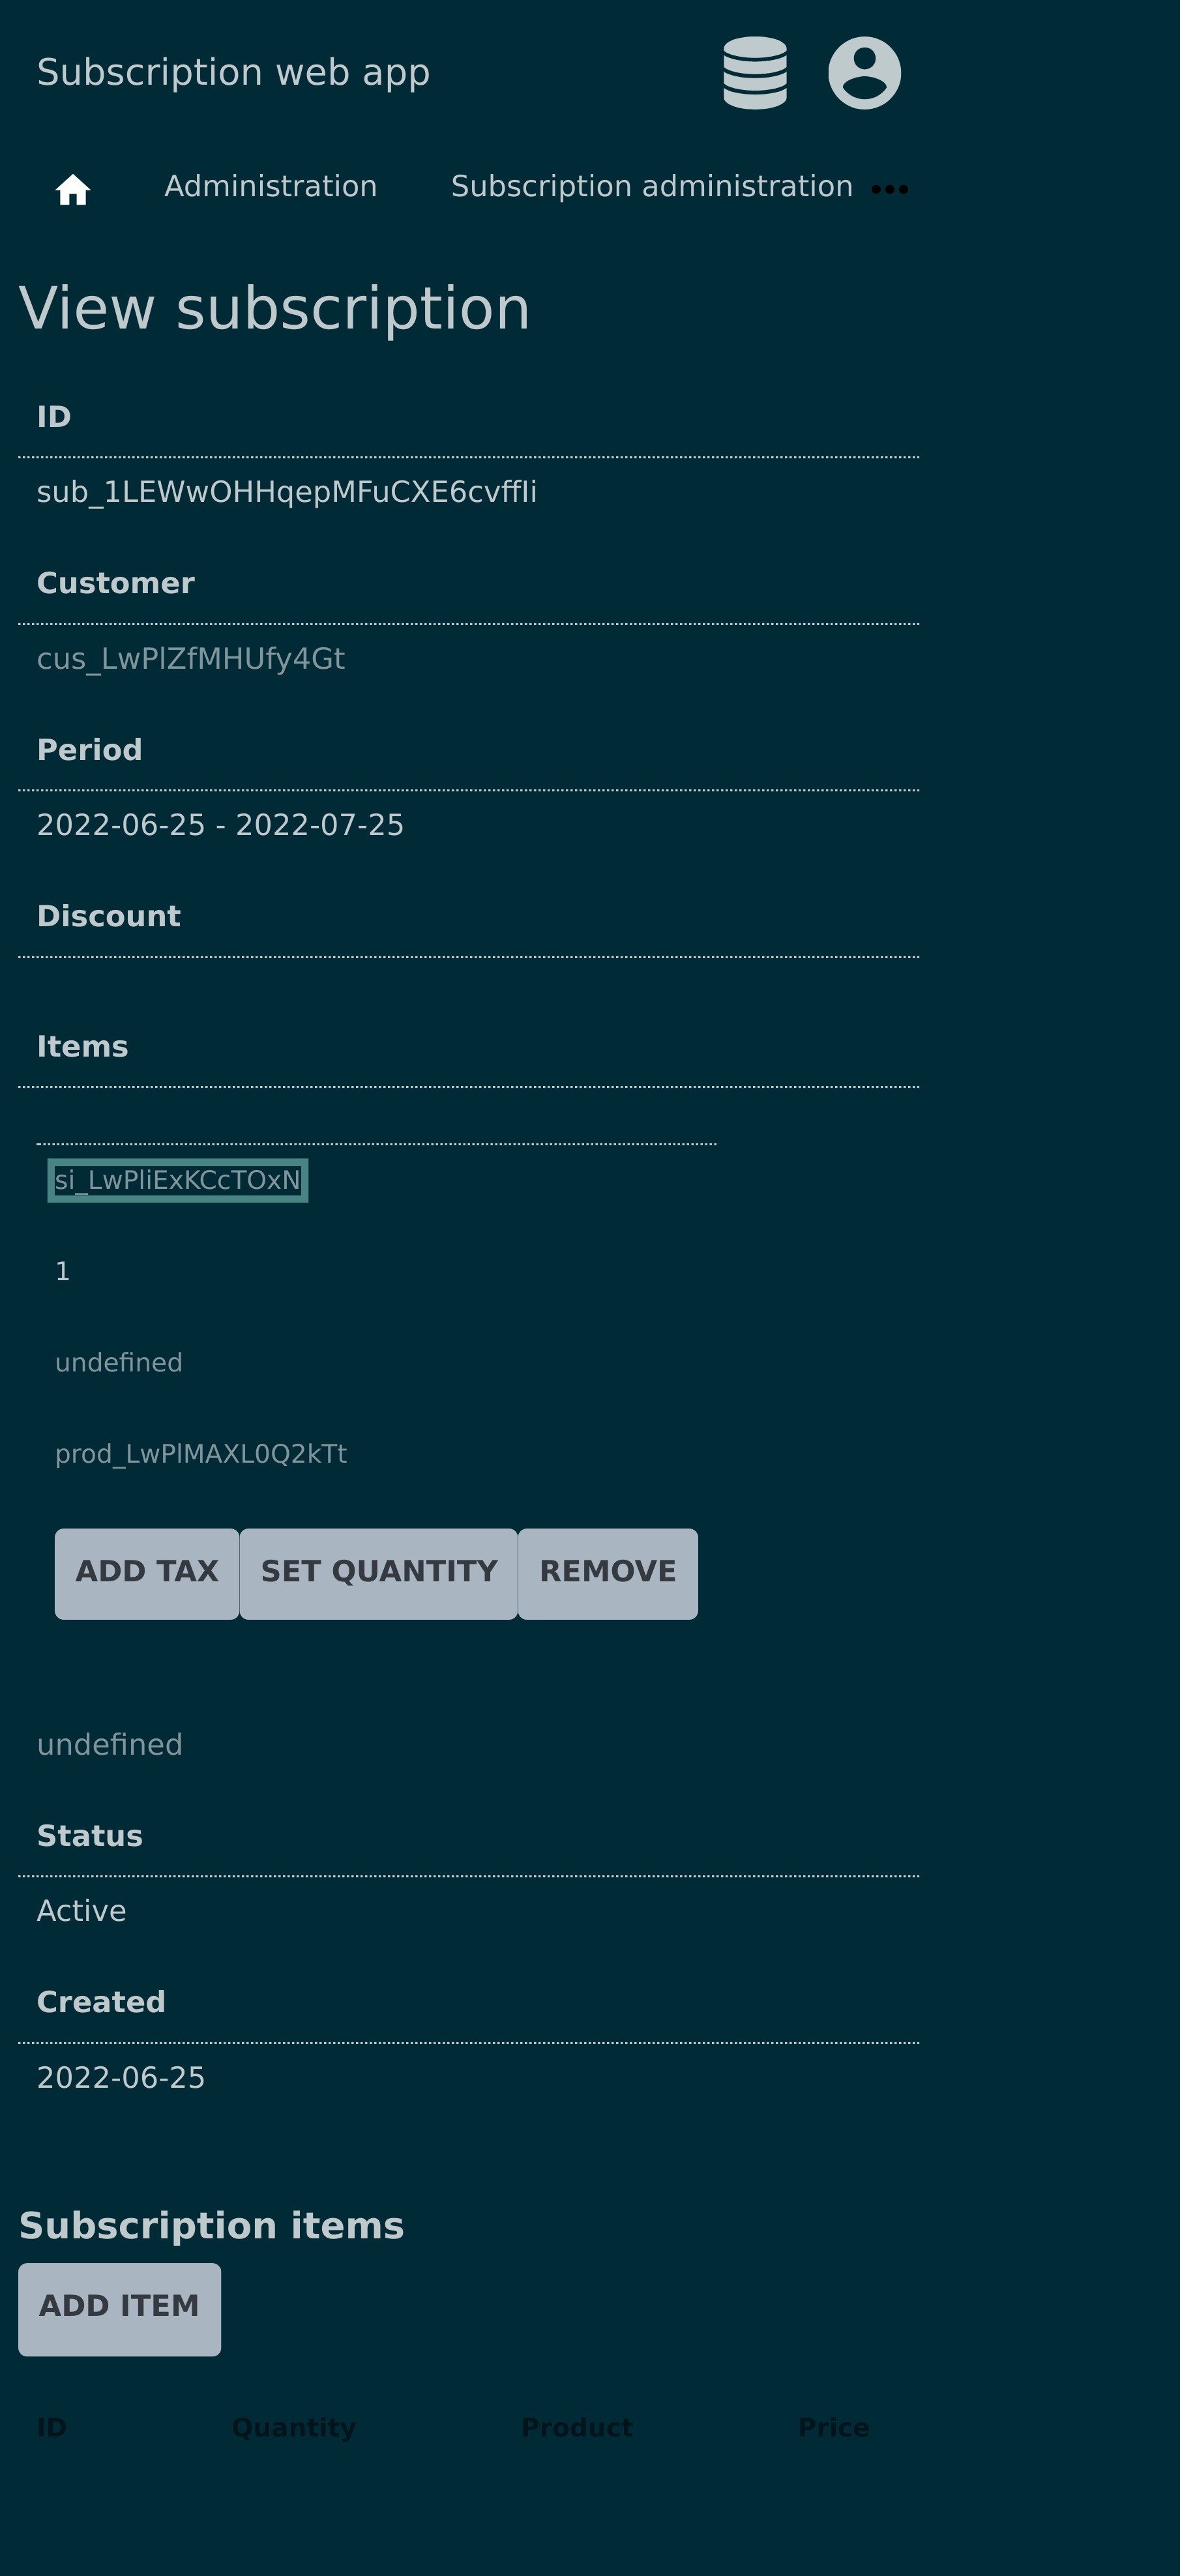 Subscription web app
Administration Subscription administration
View subscription
ID
sub_1LEWwOHHqepMFuCXE6cvffIi
Customer
cus_LwPlZfMHUfy4Gt
Period
2022-06-25 - 2022-07-25
Discount
Items
si_LwPliExKCcTOxN
1
undefined
prod_LwPlMAXL0Q2kTt
ADD TAX SET QUANTITY REMOVE
undefined
Status
Active
Created
2022-06-25
Subscription items
ADD ITEM
ID Quantity Product Price